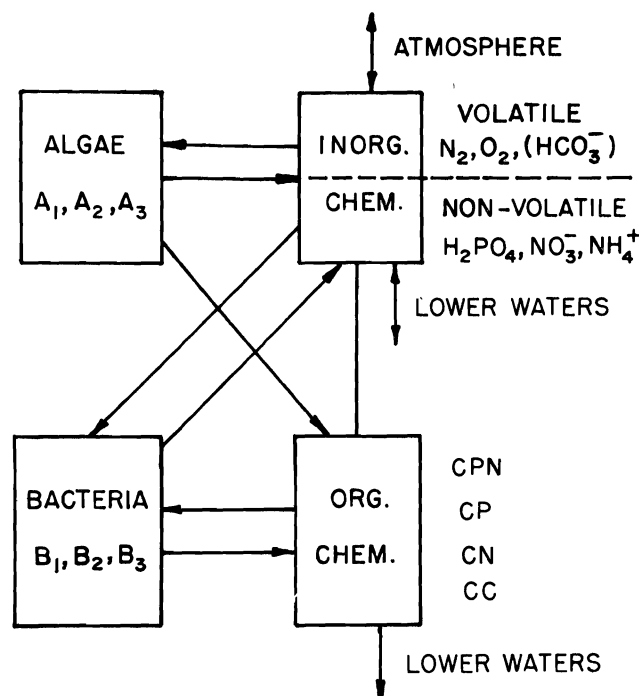 ATMOSPHERE
ALGAE
A₁, A₂, A₃
INORG.
CHEM.
VOLATILE
N₂, O₂, (HCO₃⁻)
NON-VOLATILE
H₂PO₄, NO₃⁻, NH₄⁺
LOWER WATERS
BACTERIA
B₁, B₂, B₃
ORG.
CHEM.
CPN
CP
CN
CC
LOWER WATERS